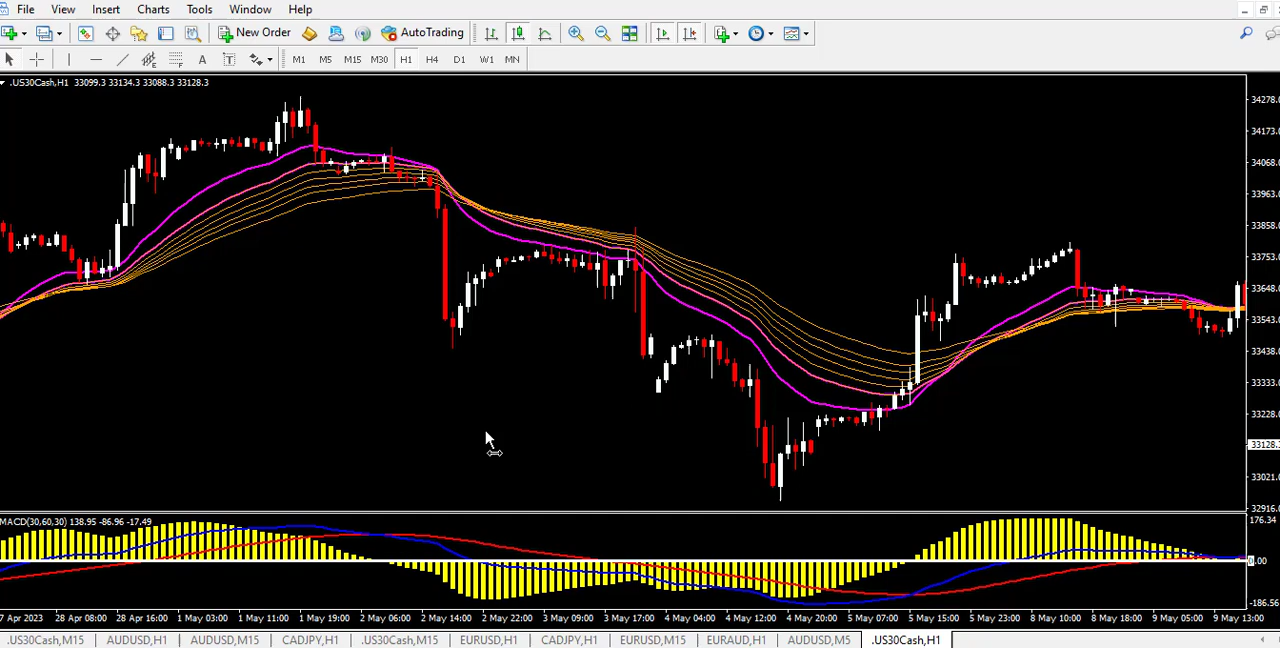 File View Insert Charts Tools Window Help
New Order AutoTrading
A T M1 M5 M15 M30 H1 H4 D1 W1 MN
.US30Cash,H1 33099.3 33134.3 33088.3 33128.3
34278.0
34173.0
34068.0
33963.0
33858.0
33753.0
33648.0
33543.0
33438.0
33333.0
33228.0
33128.3
33021.0
32916.0
MACD(30,60,30) 138.95 -86.96 -17.49
176.34
0.00
-186.56
7 Apr 2023 28 Apr 08:00 28 Apr 16:00 1 May 03:00 1 May 11:00 1 May 19:00 2 May 06:00 2 May 14:00 2 May 22:00 3 May 09:00 3 May 17:00 4 May 04:00 4 May 12:00 4 May 20:00 5 May 07:00 5 May 15:00 5 May 23:00 8 May 10:00 8 May 18:00 9 May 05:00 9 May 13:00
.US30Cash,M15 AUDUSD,H1 AUDUSD,M15 CADJPY,H1 .US30Cash,M15 EURUSD,H1 CADJPY,H1 EURUSD,M15 EURAUD,H1 AUDUSD,M5 .US30Cash,H1